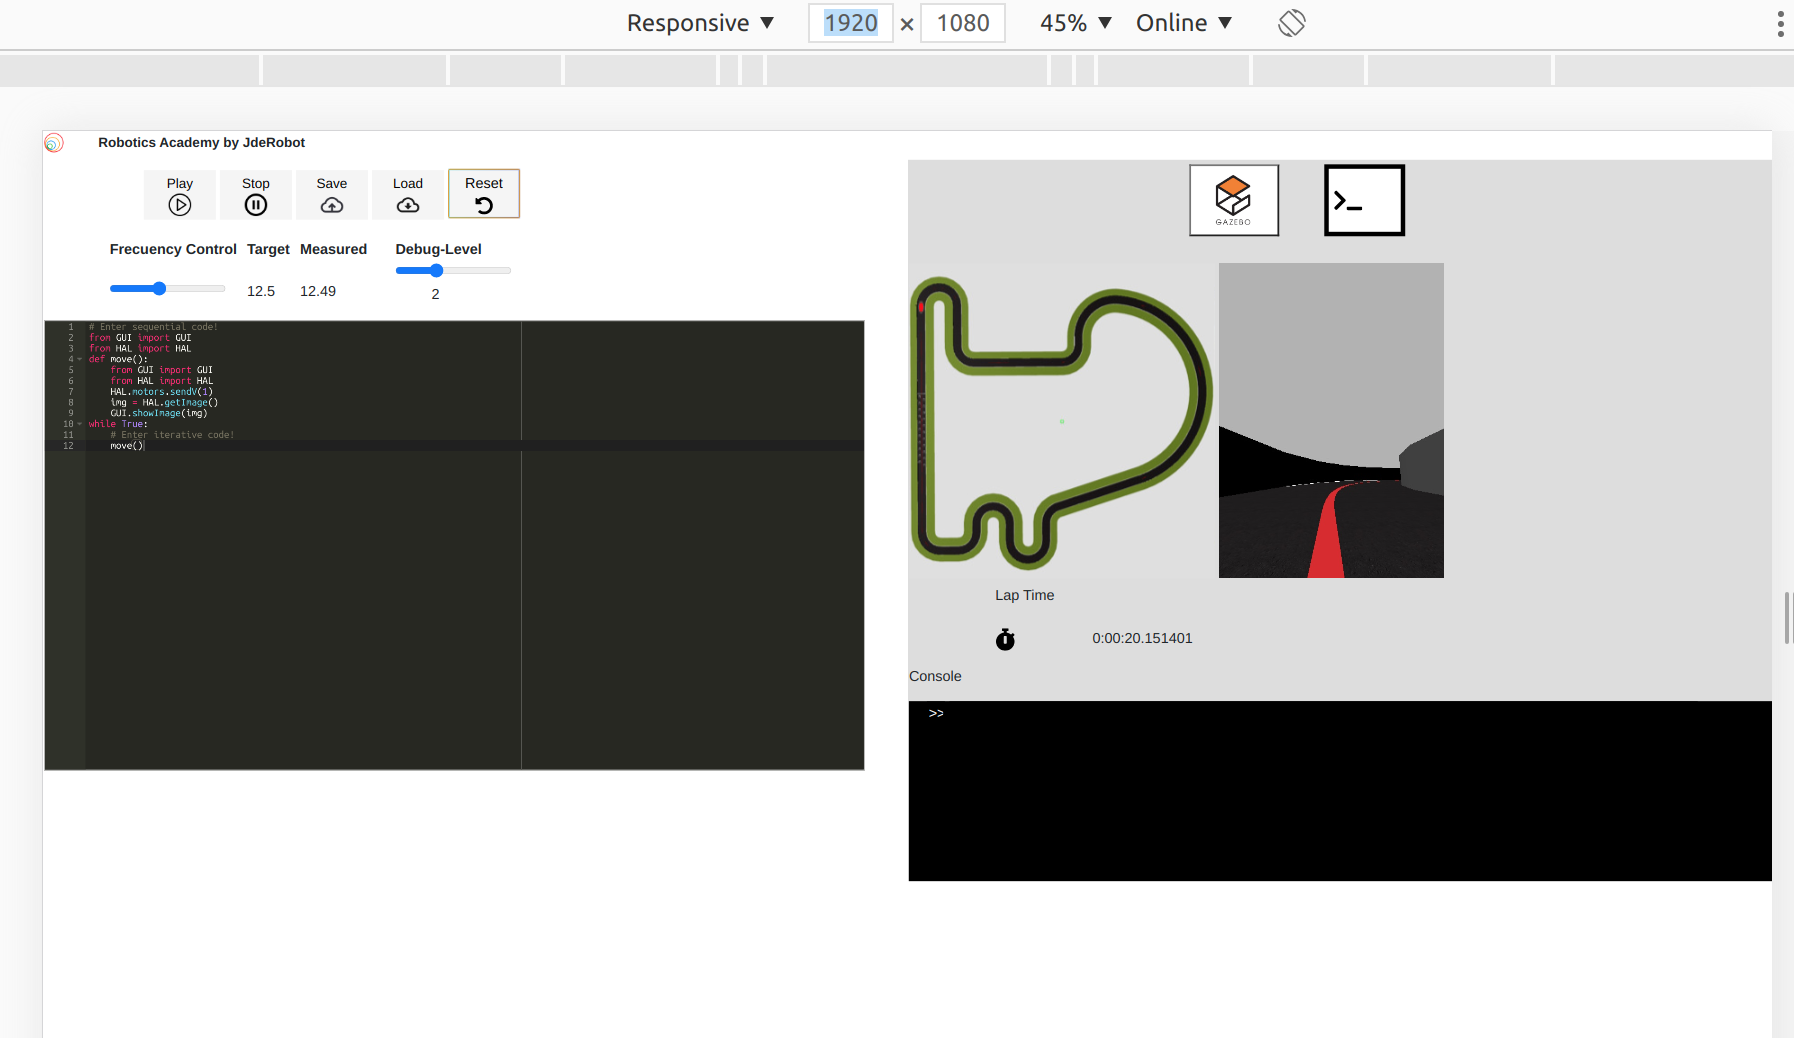 Responsive ▼ 1920 × 1080 45% ▼ Online ▼
Robotics Academy by JdeRobot
Play Stop Save Load Reset
Frecuency Control Target Measured Debug-Level
12.5 12.49 2
1 # Enter sequential code!
2 from GUI import GUI
3 from HAL import HAL
4 def move():
5 from GUI import GUI
6 from HAL import HAL
7 HAL.motors.sendV(1)
8 img = HAL.getImage()
9 GUI.showImage(img)
10 while True:
11 # Enter iterative code!
12 move()
GAZEBO
>_
Lap Time
0:00:20.151401
Console
>>